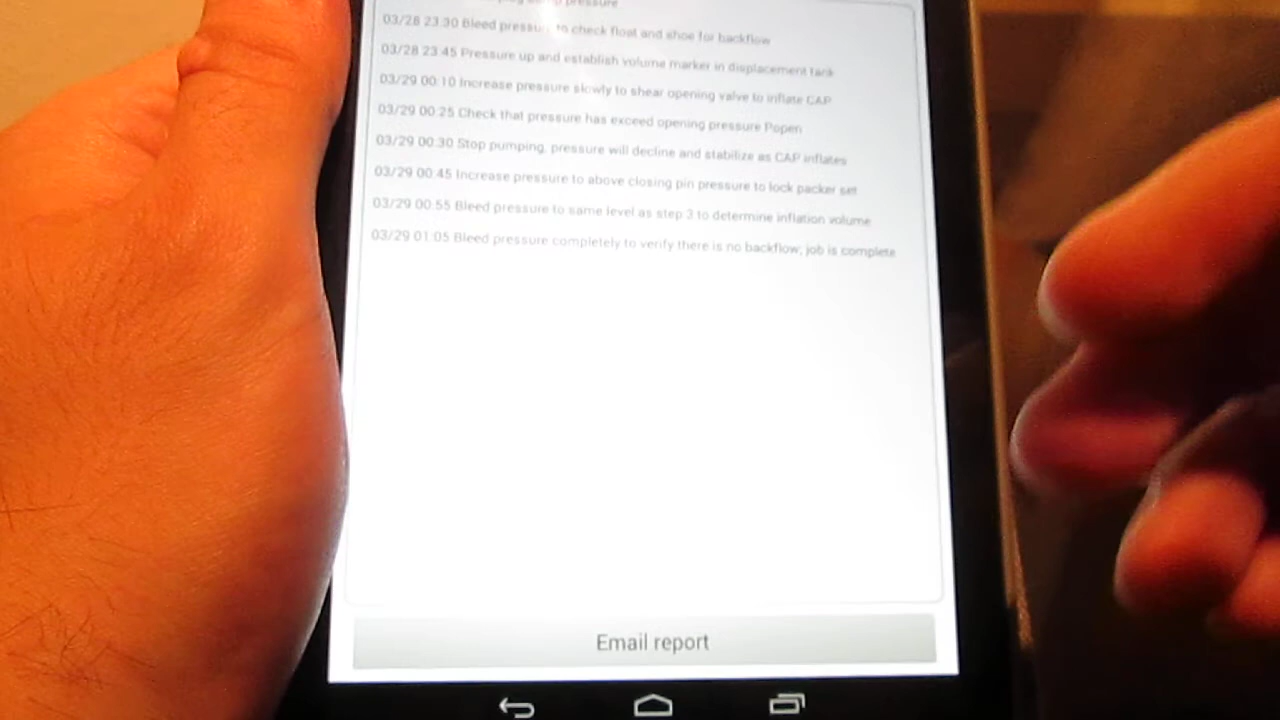 pressure
03/28 23:30 Bleed pressure to check float and shoe for backflow
03/28 23:45 Pressure up and establish volume marker in displacement tank
03/29 00:10 Increase pressure slowly to shear opening valve to inflate CAP
03/29 00:25 Check that pressure has exceed opening pressure Popen
03/29 00:30 Stop pumping, pressure will decline and stabilize as CAP inflates
03/29 00:45 Increase pressure to above closing pin pressure to lock packer set
03/29 00:55 Bleed pressure to same level as step 3 to determine inflation volume
03/29 01:05 Bleed pressure completely to verify there is no backflow; job is complete
Email report